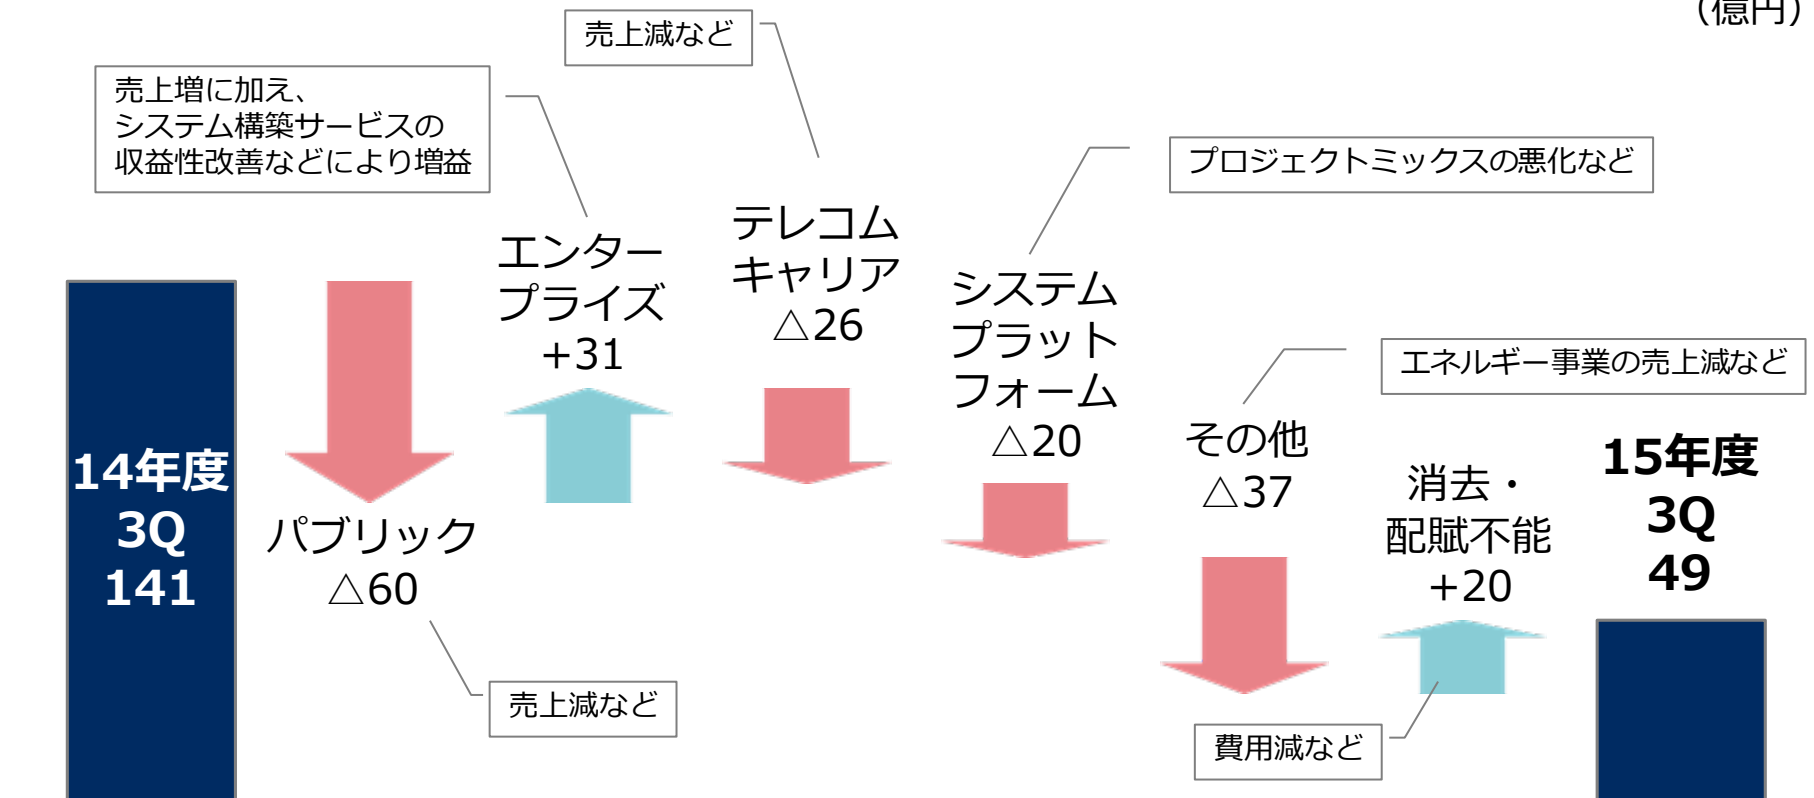 （億円）
売上減など
売上増に加え、
システム構築サービスの
収益性改善などにより増益
プロジェクトミックスの悪化など
エネルギー事業の売上減など
14年度
3Q
141
パブリック
△60
売上減など
エンター
プライズ
+31
テレコム
キャリア
△26
システム
プラット
フォーム
△20
その他
△37
消去・
配賦不能
+20
費用減など
15年度
3Q
49